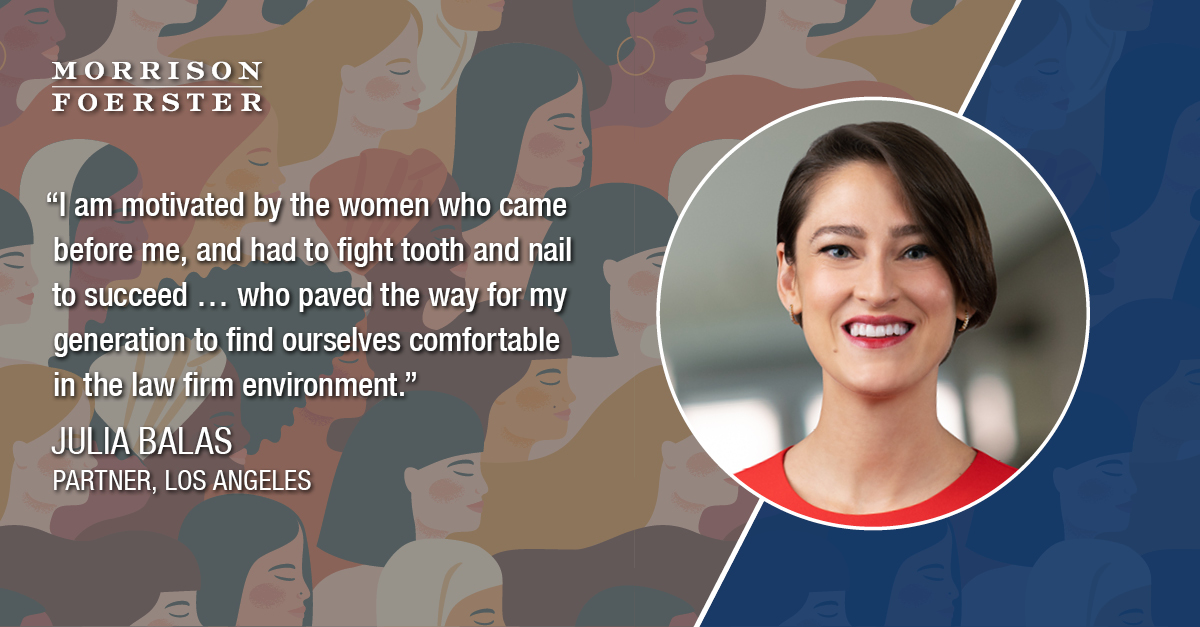 MORRISON
FOERSTER
“I am motivated by the women who came
before me, and had to fight tooth and nail
to succeed … who paved the way for my
generation to find ourselves comfortable
in the law firm environment.”
JULIA BALAS
PARTNER, LOS ANGELES